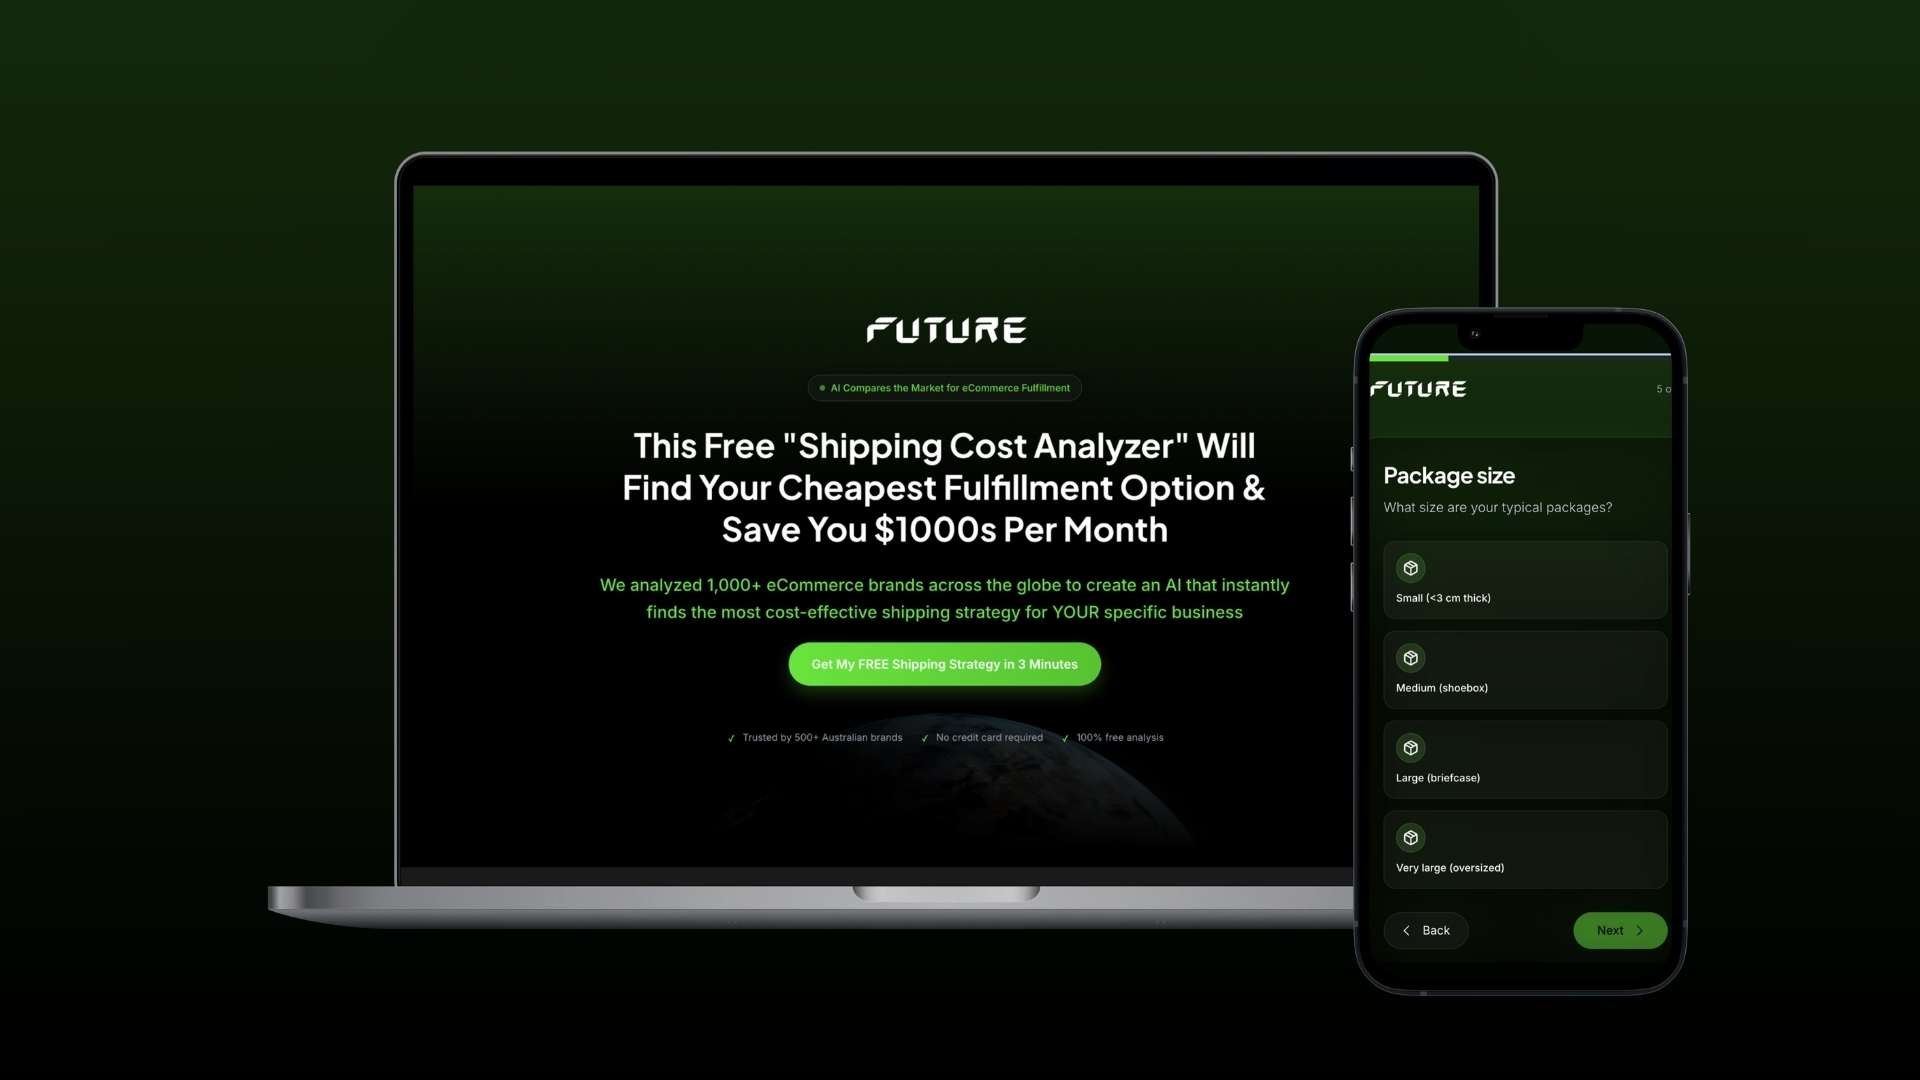 FUTURE
AI Compares the Market for eCommerce Fulfillment
This Free "Shipping Cost Analyzer" Will
Find Your Cheapest Fulfillment Option &
Save You $1000s Per Month
We analyzed 1,000+ eCommerce brands across the globe to create an AI that instantly
finds the most cost-effective shipping strategy for YOUR specific business
Get My FREE Shipping Strategy in 3 Minutes
✓ Trusted by 500+ Australian brands ✓ No credit card required ✓ 100% free analysis
FUTURE 5 o
Package size
What size are your typical packages?
Small (<3 cm thick)
Medium (shoebox)
Large (briefcase)
Very large (oversized)
Back Next